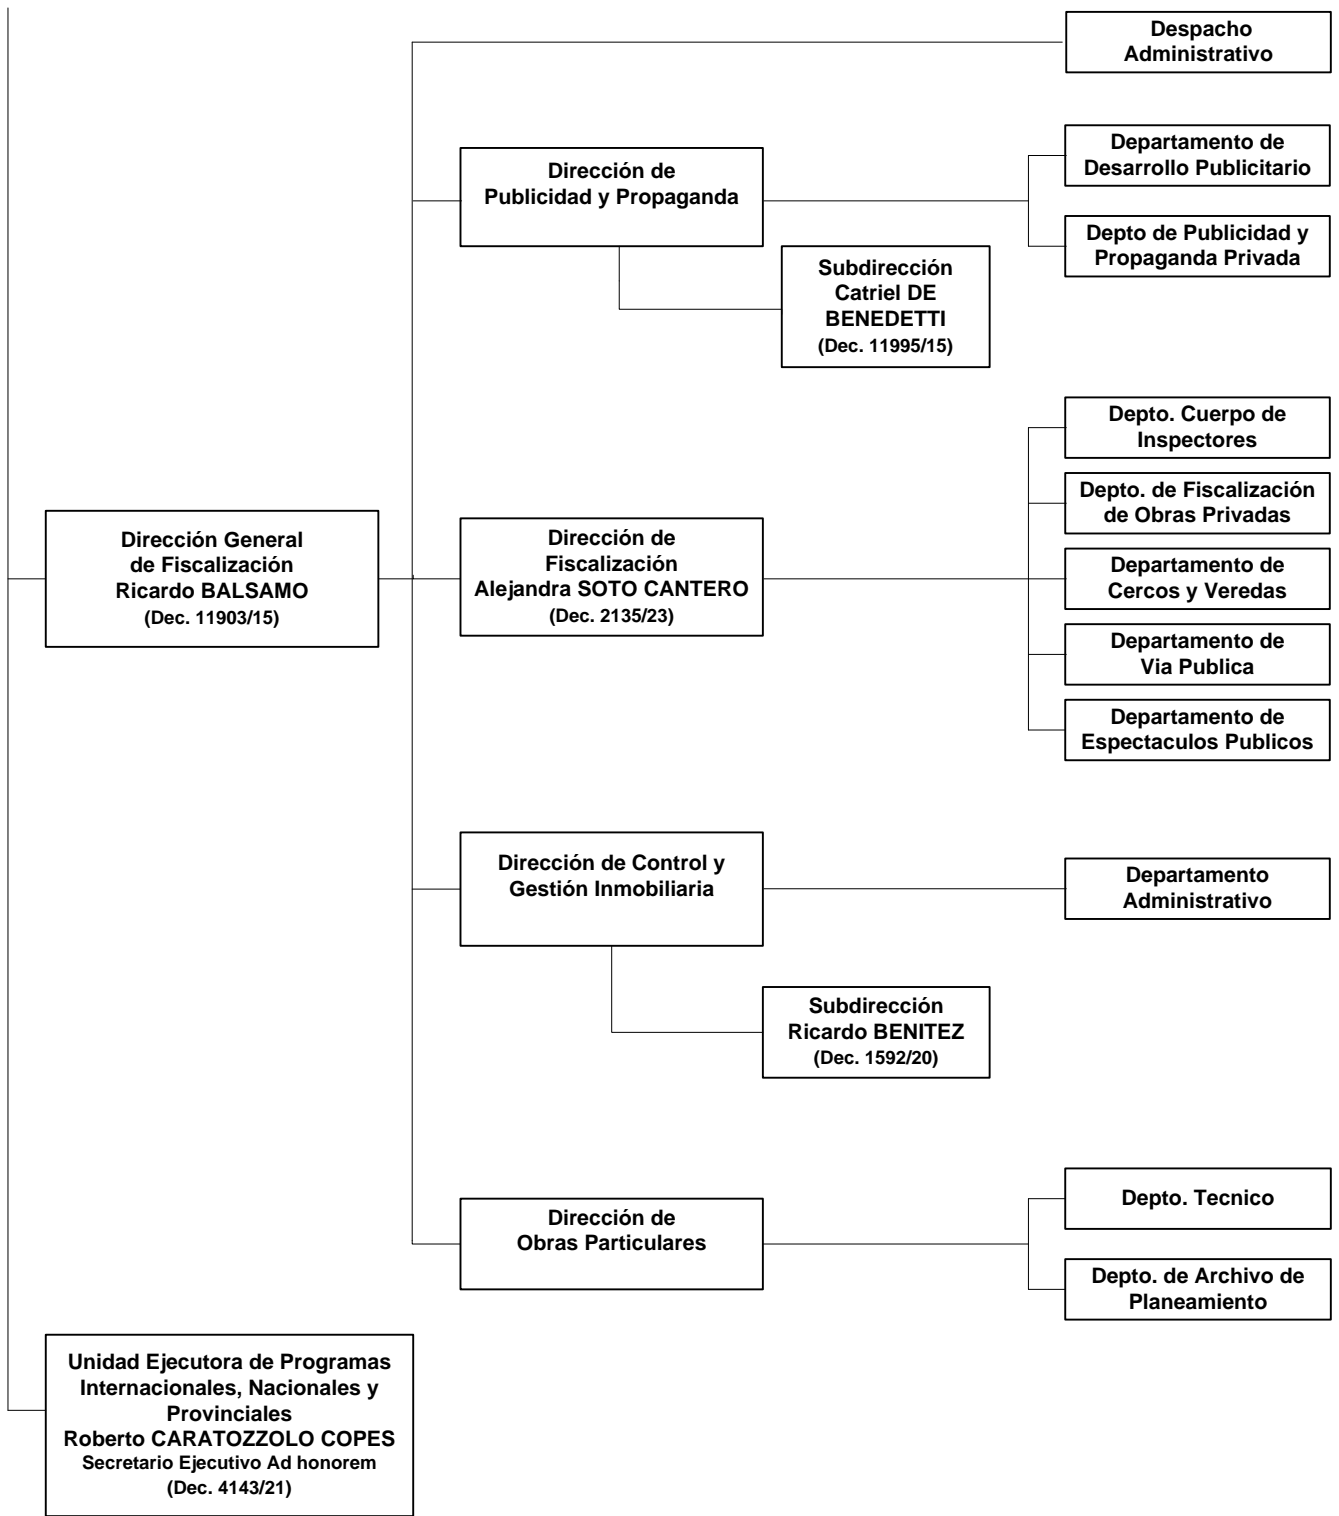 Despacho
Administrativo
Dirección de
Publicidad y Propaganda
Departamento de
Desarrollo Publicitario
Depto de Publicidad y
Propaganda Privada
Subdirección
Catriel DE
BENEDETTI
(Dec. 11995/15)
Dirección General
de Fiscalización
Ricardo BALSAMO
(Dec. 11903/15)
Dirección de
Fiscalización
Alejandra SOTO CANTERO
(Dec. 2135/23)
Depto. Cuerpo de
Inspectores
Depto. de Fiscalización
de Obras Privadas
Departamento de
Cercos y Veredas
Departamento de
Via Publica
Departamento de
Espectaculos Publicos
Dirección de Control y
Gestión Inmobiliaria
Departamento
Administrativo
Subdirección
Ricardo BENITEZ
(Dec. 1592/20)
Dirección de
Obras Particulares
Depto. Tecnico
Depto. de Archivo de
Planeamiento
Unidad Ejecutora de Programas
Internacionales, Nacionales y
Provinciales
Roberto CARATOZZOLO COPES
Secretario Ejecutivo Ad honorem
(Dec. 4143/21)